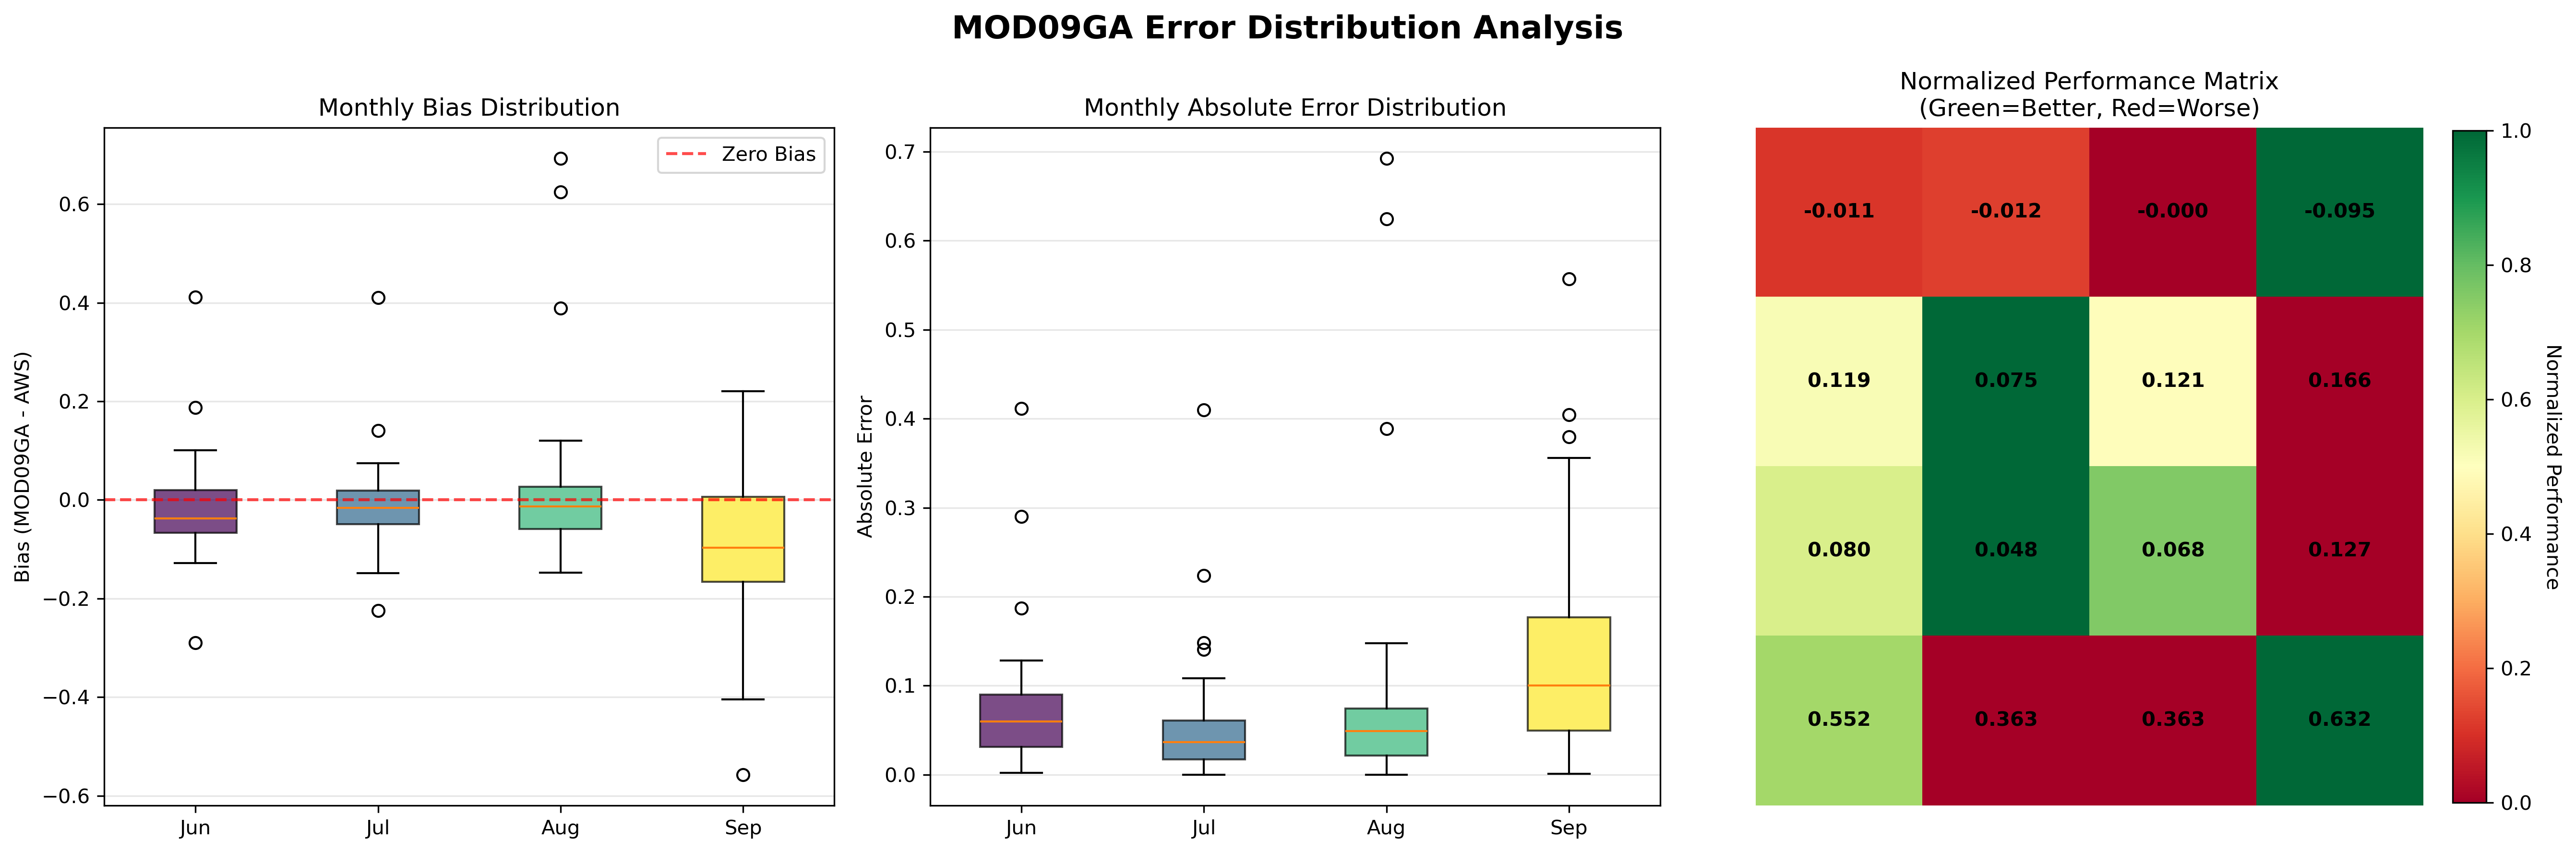 MOD09GA Error Distribution Analysis
Monthly Bias Distribution
Bias (MOD09GA - AWS)
0.6
0.4
0.2
0.0
−0.2
−0.4
−0.6
Zero Bias
Jun Jul Aug Sep
Monthly Absolute Error Distribution
Absolute Error
0.7
0.6
0.5
0.4
0.3
0.2
0.1
0.0
Jun Jul Aug Sep
Normalized Performance Matrix
(Green=Better, Red=Worse)
-0.011 -0.012 -0.000 -0.095
0.119 0.075 0.121 0.166
0.080 0.048 0.068 0.127
0.552 0.363 0.363 0.632
1.0
0.8
0.6
0.4
0.2
0.0
Normalized Performance